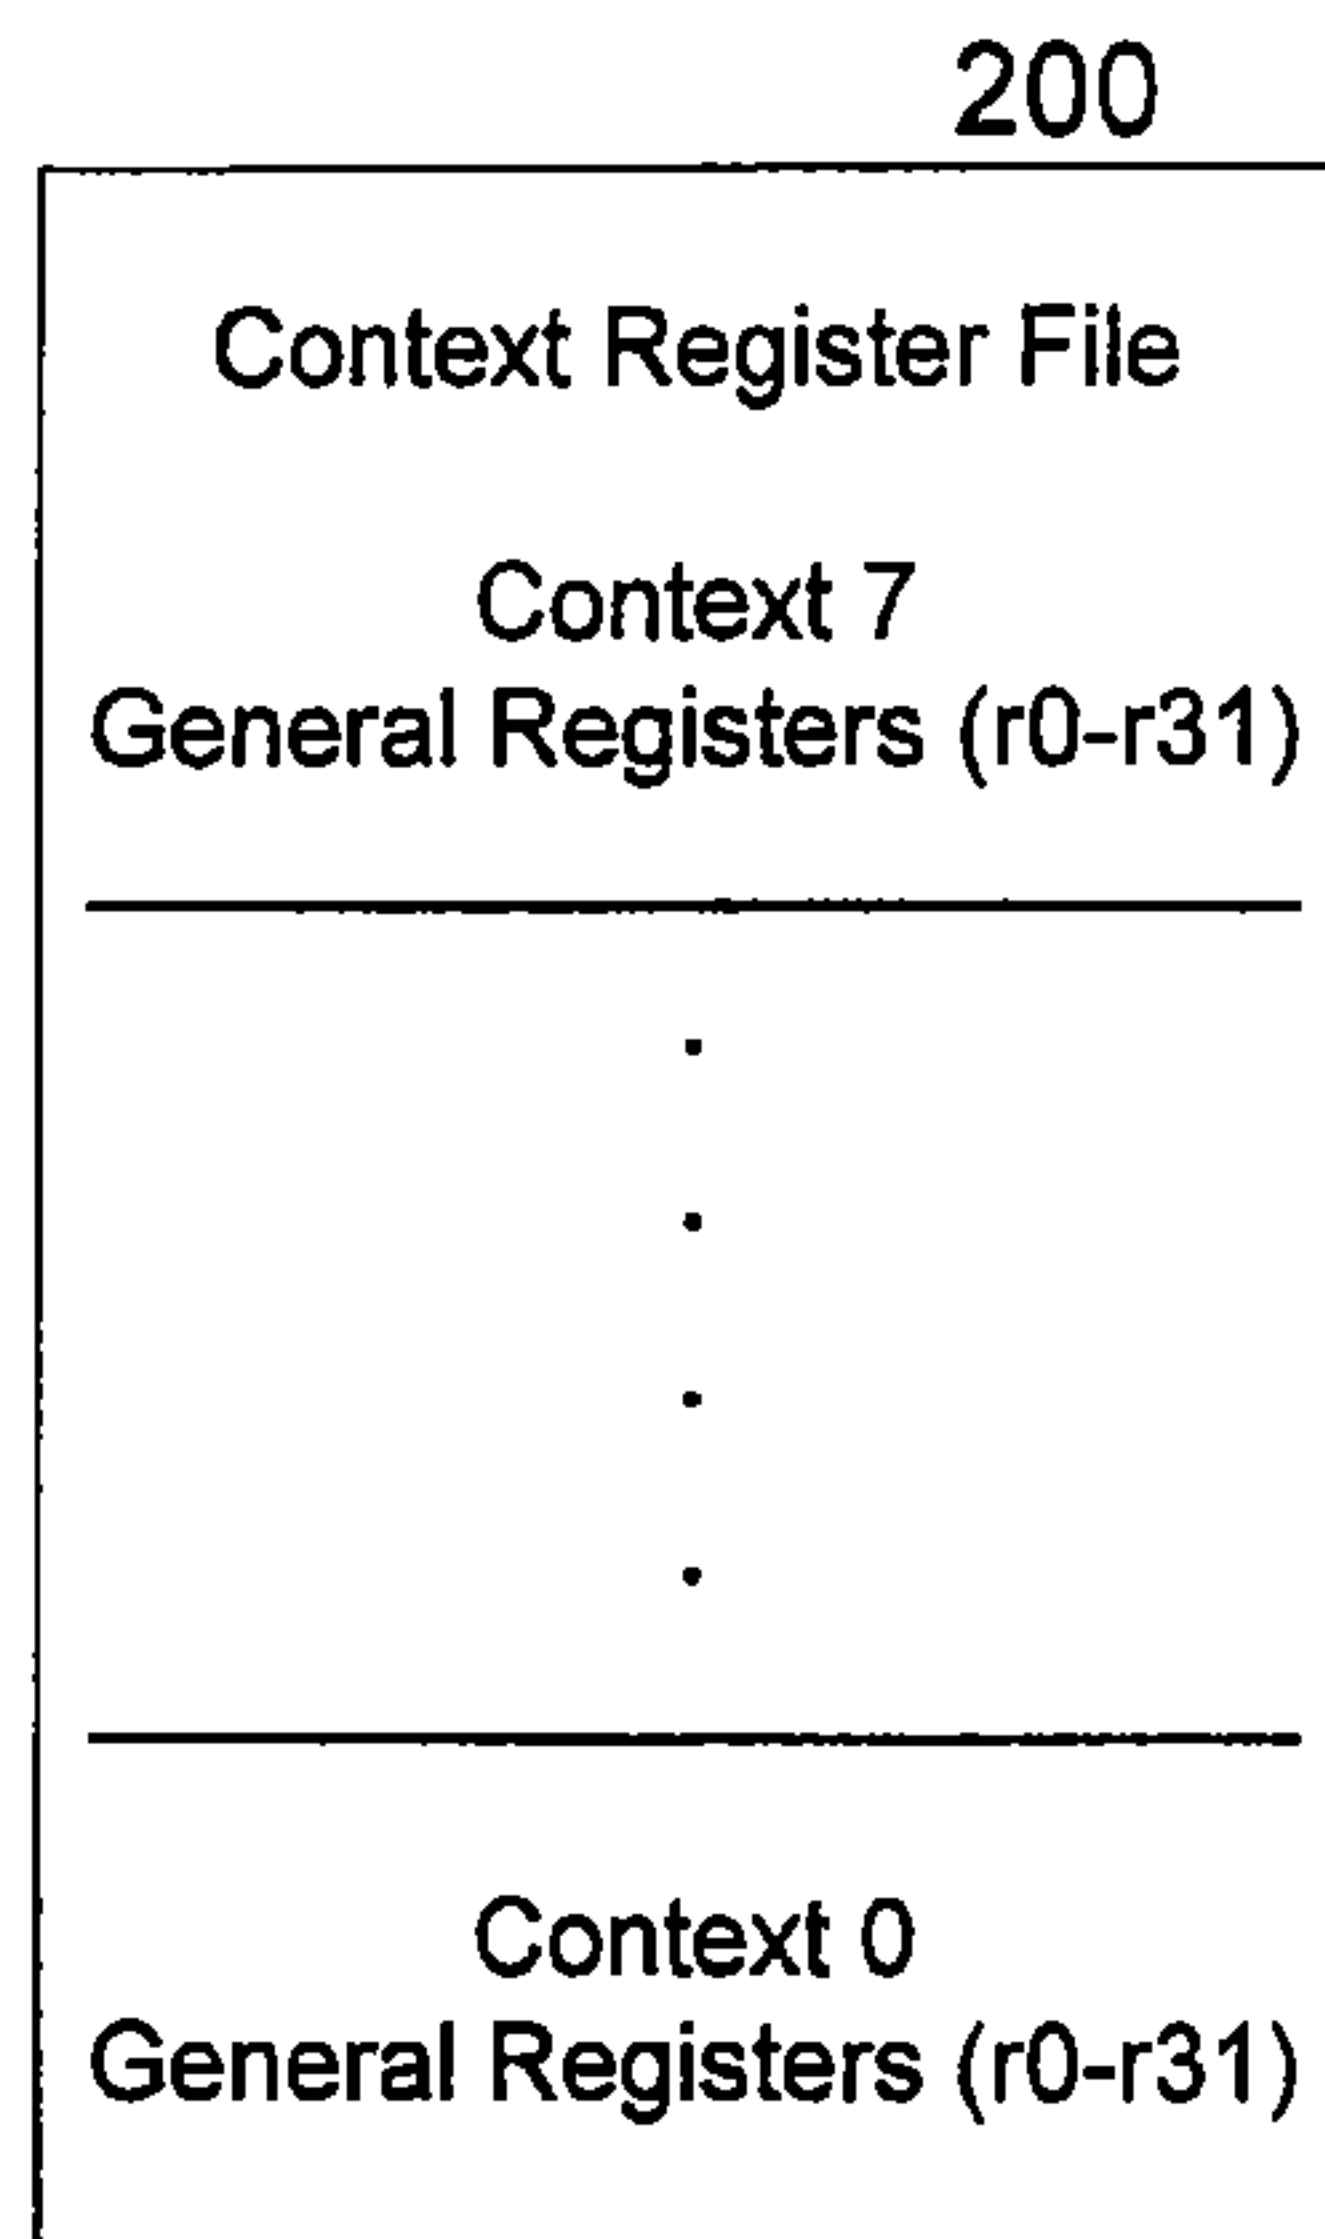 200
Context Register File
Context 7
General Registers (r0-r31)
Context 0
General Registers (r0-r31)